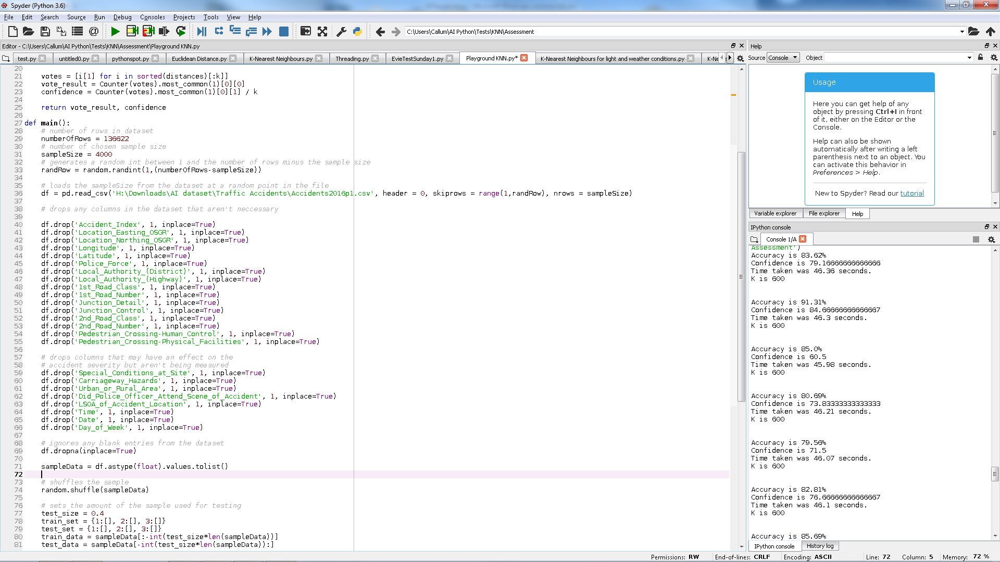 Spyder (Python 3.6)
File Edit Search Source Run Debug Consoles Projects Tools View Help
C:\Users\Callum\AI Python\Tests\KNN\Assessment
Editor - C:\Users\Callum\AI Python\Tests\KNN\Assessment\Playground KNN.py
test.py untitled0.py pythonspot.py Euclidean Distance.py K-Nearest Neighbours.py Threading.py EvieTestSunday1.py Playground KNN.py* K-Nearest Neighbours for light and weather conditions.py K-Ne
20
21 votes = [i[1] for i in sorted(distances)[:k]]
22 vote_result = Counter(votes).most_common(1)[0][0]
23 confidence = Counter(votes).most_common(1)[0][1] / k
24
25 return vote_result, confidence
26
27 def main():
28 # number of rows in dataset
29 numberOfRows = 136622
30 # number of chosen sample size
31 sampleSize = 4000
32 # generates a random int between 1 and the number of rows minus the sample size
33 randRow = random.randint(1,(numberOfRows-sampleSize))
34
35 # loads the sampleSize from the dataset at a random point in the file
36 df = pd.read_csv('H:\Downloads\AI dataset\Traffic Accidents\Accidents2016p1.csv', header = 0, skiprows = range(1,randRow), nrows = sampleSize)
37
38 # drops any columns in the dataset that aren't neccessary
39
40 df.drop('Accident_Index', 1, inplace=True)
41 df.drop('Location_Easting_OSGR', 1, inplace=True)
42 df.drop('Location_Northing_OSGR', 1, inplace=True)
43 df.drop('Longitude', 1, inplace=True)
44 df.drop('Latitude', 1, inplace=True)
45 df.drop('Police_Force', 1, inplace=True)
46 df.drop('Local_Authority_(District)', 1, inplace=True)
47 df.drop('Local_Authority_(Highway)', 1, inplace=True)
48 df.drop('1st_Road_Class', 1, inplace=True)
49 df.drop('1st_Road_Number', 1, inplace=True)
50 df.drop('Junction_Detail', 1, inplace=True)
51 df.drop('Junction_Control', 1, inplace=True)
52 df.drop('2nd_Road_Class', 1, inplace=True)
53 df.drop('2nd_Road_Number', 1, inplace=True)
54 df.drop('Pedestrian_Crossing-Human_Control', 1, inplace=True)
55 df.drop('Pedestrian_Crossing-Physical_Facilities', 1, inplace=True)
56
57 # drops columns that may have an effect on the
58 # accident severity but aren't being measured
59 df.drop('Special_Conditions_at_Site', 1, inplace=True)
60 df.drop('Carriageway_Hazards', 1, inplace=True)
61 df.drop('Urban_or_Rural_Area', 1, inplace=True)
62 df.drop('Did_Police_Officer_Attend_Scene_of_Accident', 1, inplace=True)
63 df.drop('LSOA_of_Accident_Location', 1, inplace=True)
64 df.drop('Time', 1, inplace=True)
65 df.drop('Date', 1, inplace=True)
66 df.drop('Day_of_Week', 1, inplace=True)
67
68 # ignores any blank entries from the dataset
69 df.dropna(inplace=True)
70
71 sampleData = df.astype(float).values.tolist()
72
73 # shuffles the sample
74 random.shuffle(sampleData)
75
76 # sets the amount of the sample used for testing
77 test_size = 0.4
78 train_set = {1:[], 2:[], 3:[]}
79 test_set = {1:[], 2:[], 3:[]}
80 train_data = sampleData[:-int(test_size*len(sampleData))]
81 test_data = sampleData[-int(test_size*len(sampleData)):]
Help
Source Console Object
Usage
Here you can get help of any
object by pressing Ctrl+I in front
of it, either on the Editor or the
Console.
Help can also be shown
automatically after writing a left
parenthesis next to an object. You
can activate this behavior in
Preferences > Help.
New to Spyder? Read our tutorial
Variable explorer File explorer Help
IPython console
Console 1/A
Assessment')
Accuracy is 83.62%
Confidence is 79.16666666666666
Time taken was 46.36 seconds.
K is 600
Accuracy is 91.31%
Confidence is 84.66666666666667
Time taken was 46.3 seconds.
K is 600
Accuracy is 85.0%
Confidence is 60.5
Time taken was 45.98 seconds.
K is 600
Accuracy is 80.69%
Confidence is 73.83333333333333
Time taken was 46.21 seconds.
K is 600
Accuracy is 79.56%
Confidence is 71.5
Time taken was 46.07 seconds.
K is 600
Accuracy is 82.81%
Confidence is 76.66666666666667
Time taken was 46.1 seconds.
K is 600
Accuracy is 85.69%
IPython console History log
Permissions: RW End-of-lines: CRLF Encoding: ASCII Line: 72 Column: 5 Memory: 72 %